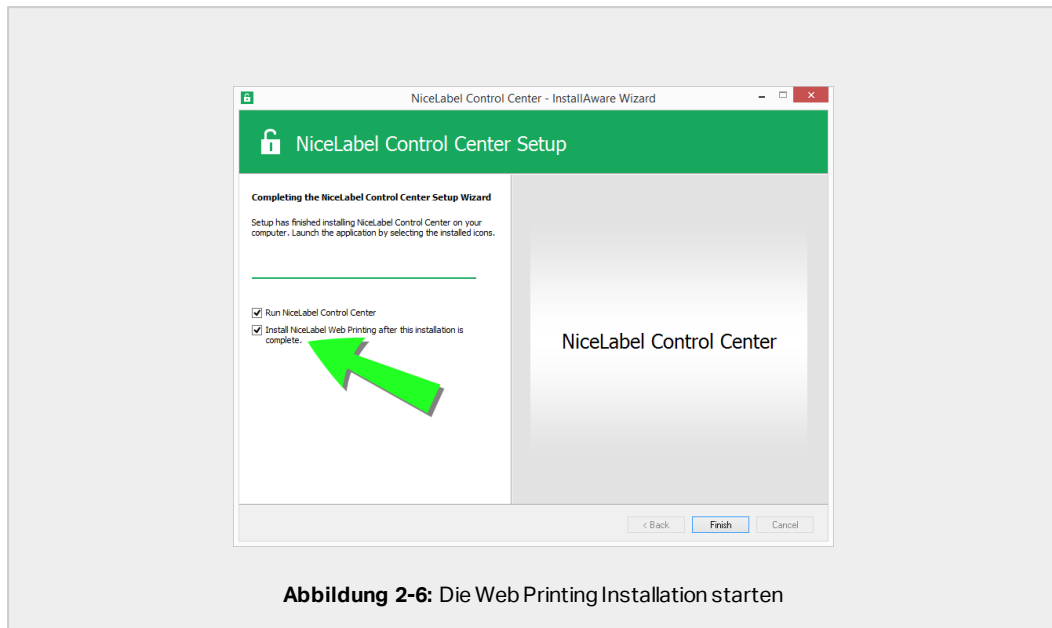 NiceLabel Control Center - InstallAware Wizard
NiceLabel Control Center Setup
Completing the NiceLabel Control Center Setup Wizard
Setup has finished installing NiceLabel Control Center on your
computer. Launch the application by selecting the installed icons.
Run NiceLabel Control Center
Install NiceLabel Web Printing after this installation is
complete.
NiceLabel Control Center
< Back Finish Cancel
Abbildung 2-6: Die Web Printing Installation starten